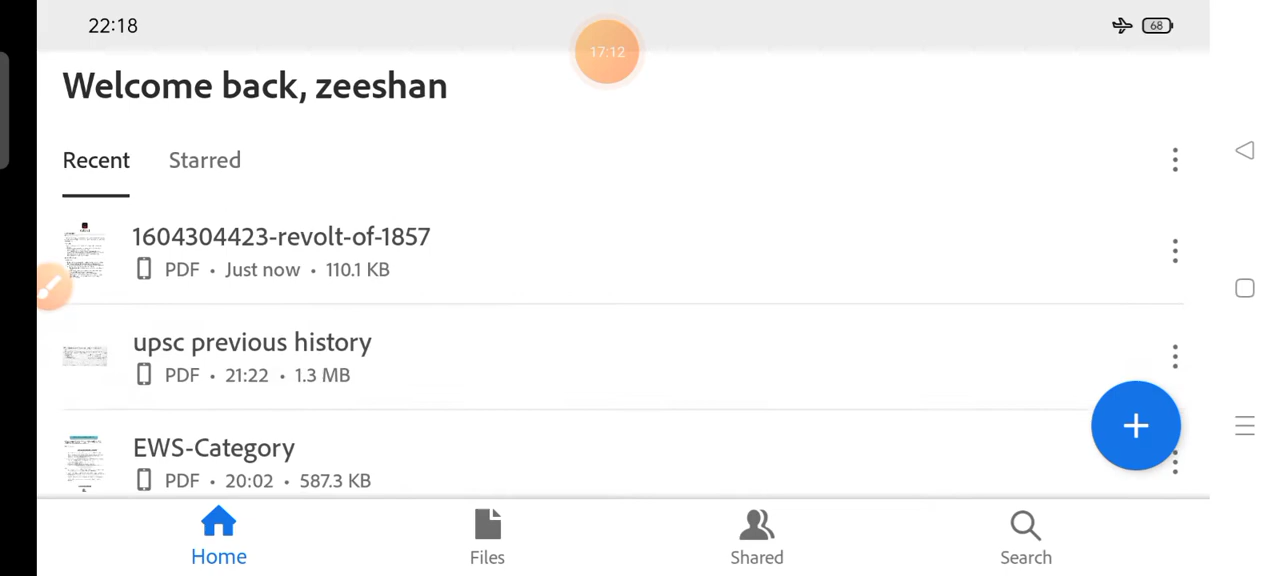 22:18
17:12
68
Welcome back, zeeshan
Recent
Starred
1604304423-revolt-of-1857
PDF • Just now • 110.1 KB
upsc previous history
PDF • 21:22 • 1.3 MB
EWS-Category
PDF • 20:02 • 587.3 KB
Home
Files
Shared
Search